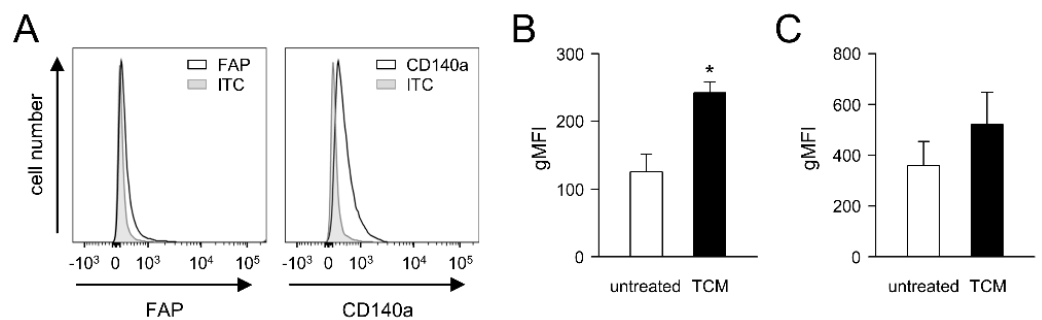 A
B
C
cell number
FAP
ITC
-10³ 0 10³ 10⁴ 10⁵
FAP
CD140a
ITC
-10³ 0 10³ 10⁴ 10⁵
CD140a
gMFI
300
200
100
0
*
untreated TCM
gMFI
800
600
400
200
0
untreated TCM